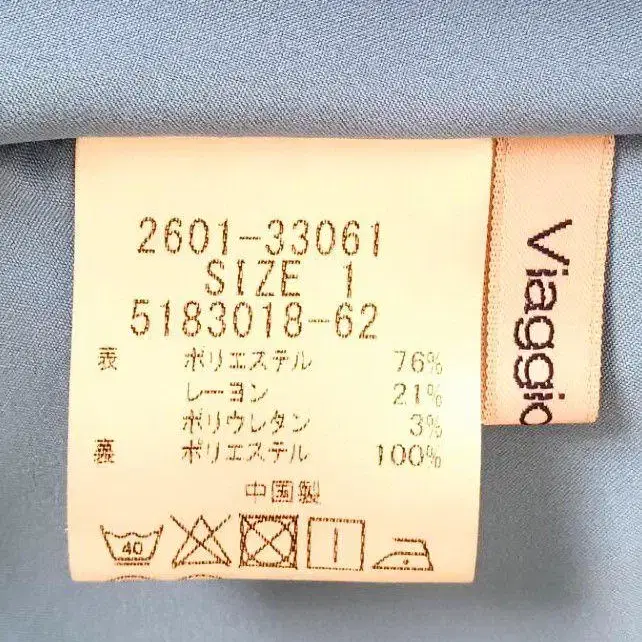 2601-33061
SIZE 1
5183018-62
表 ポリエステル 76%
レーヨン 21%
ポリウレタン 3%
裏 ポリエステル 100%
中国製
40
Viaggio